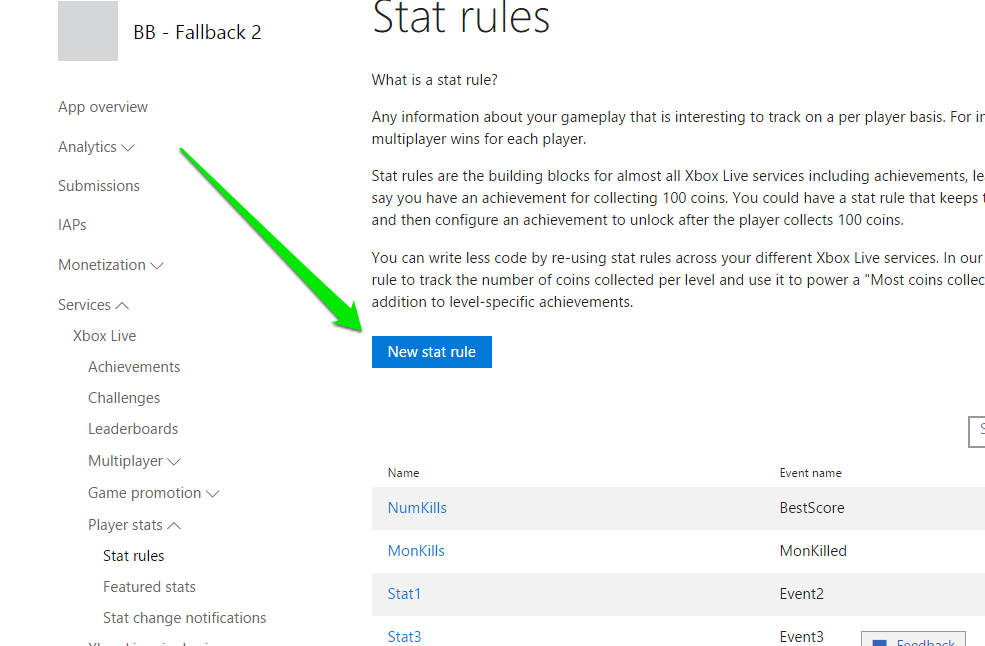 BB - Fallback 2
App overview
Analytics
Submissions
IAPs
Monetization
Services
Xbox Live
Achievements
Challenges
Leaderboards
Multiplayer
Game promotion
Player stats
Stat rules
Featured stats
Stat change notifications
Stat rules
What is a stat rule?
Any information about your gameplay that is interesting to track on a per player basis. For
multiplayer wins for each player.
Stat rules are the building blocks for almost all Xbox Live services including achievements,
say you have an achievement for collecting 100 coins. You could have a stat rule that keeps
and then configure an achievement to unlock after the player collects 100 coins.
You can write less code by re-using stat rules across your different Xbox Live services. In our
rule to track the number of coins collected per level and use it to power a "Most coins collec
addition to level-specific achievements.
New stat rule
Name Event name
NumKills BestScore
MonKills MonKilled
Stat1 Event2
Stat3 Event3
Feedback